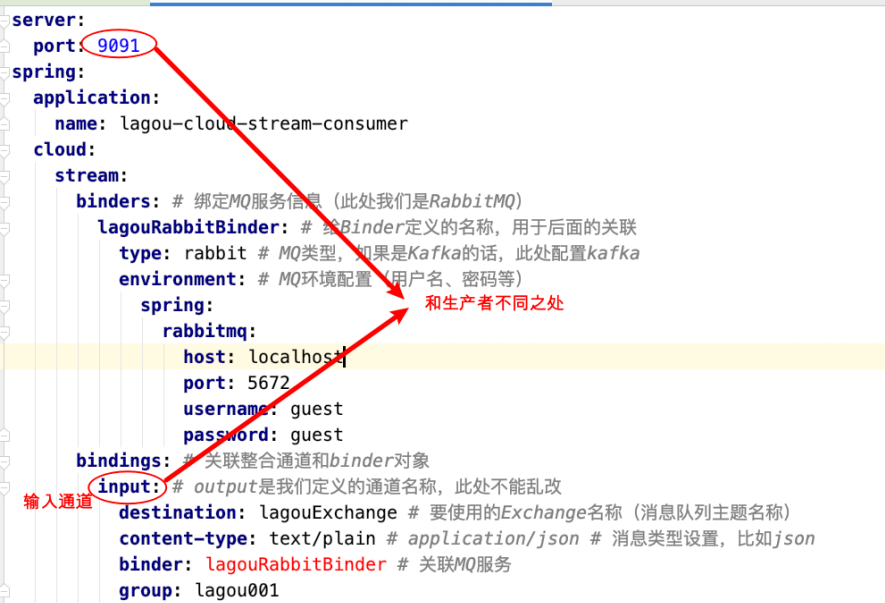 server:
port: 9091
spring:
application:
name: lagou-cloud-stream-consumer
cloud:
stream:
binders: # 绑定MQ服务信息（此处我们是RabbitMQ）
lagouRabbitBinder: # 给Binder定义的名称，用于后面的关联
type: rabbit # MQ类型，如果是Kafka的话，此处配置kafka
environment: # MQ环境配置（用户名、密码等）
和生产者不同之处
spring:
rabbitmq:
host: localhost
port: 5672
username: guest
password: guest
bindings: # 关联整合通道和binder对象
输入通道
input: # output是我们定义的通道名称，此处不能乱改
destination: lagouExchange # 要使用的Exchange名称（消息队列主题名称）
content-type: text/plain # application/json # 消息类型设置，比如json
binder: lagouRabbitBinder # 关联MQ服务
group: lagou001